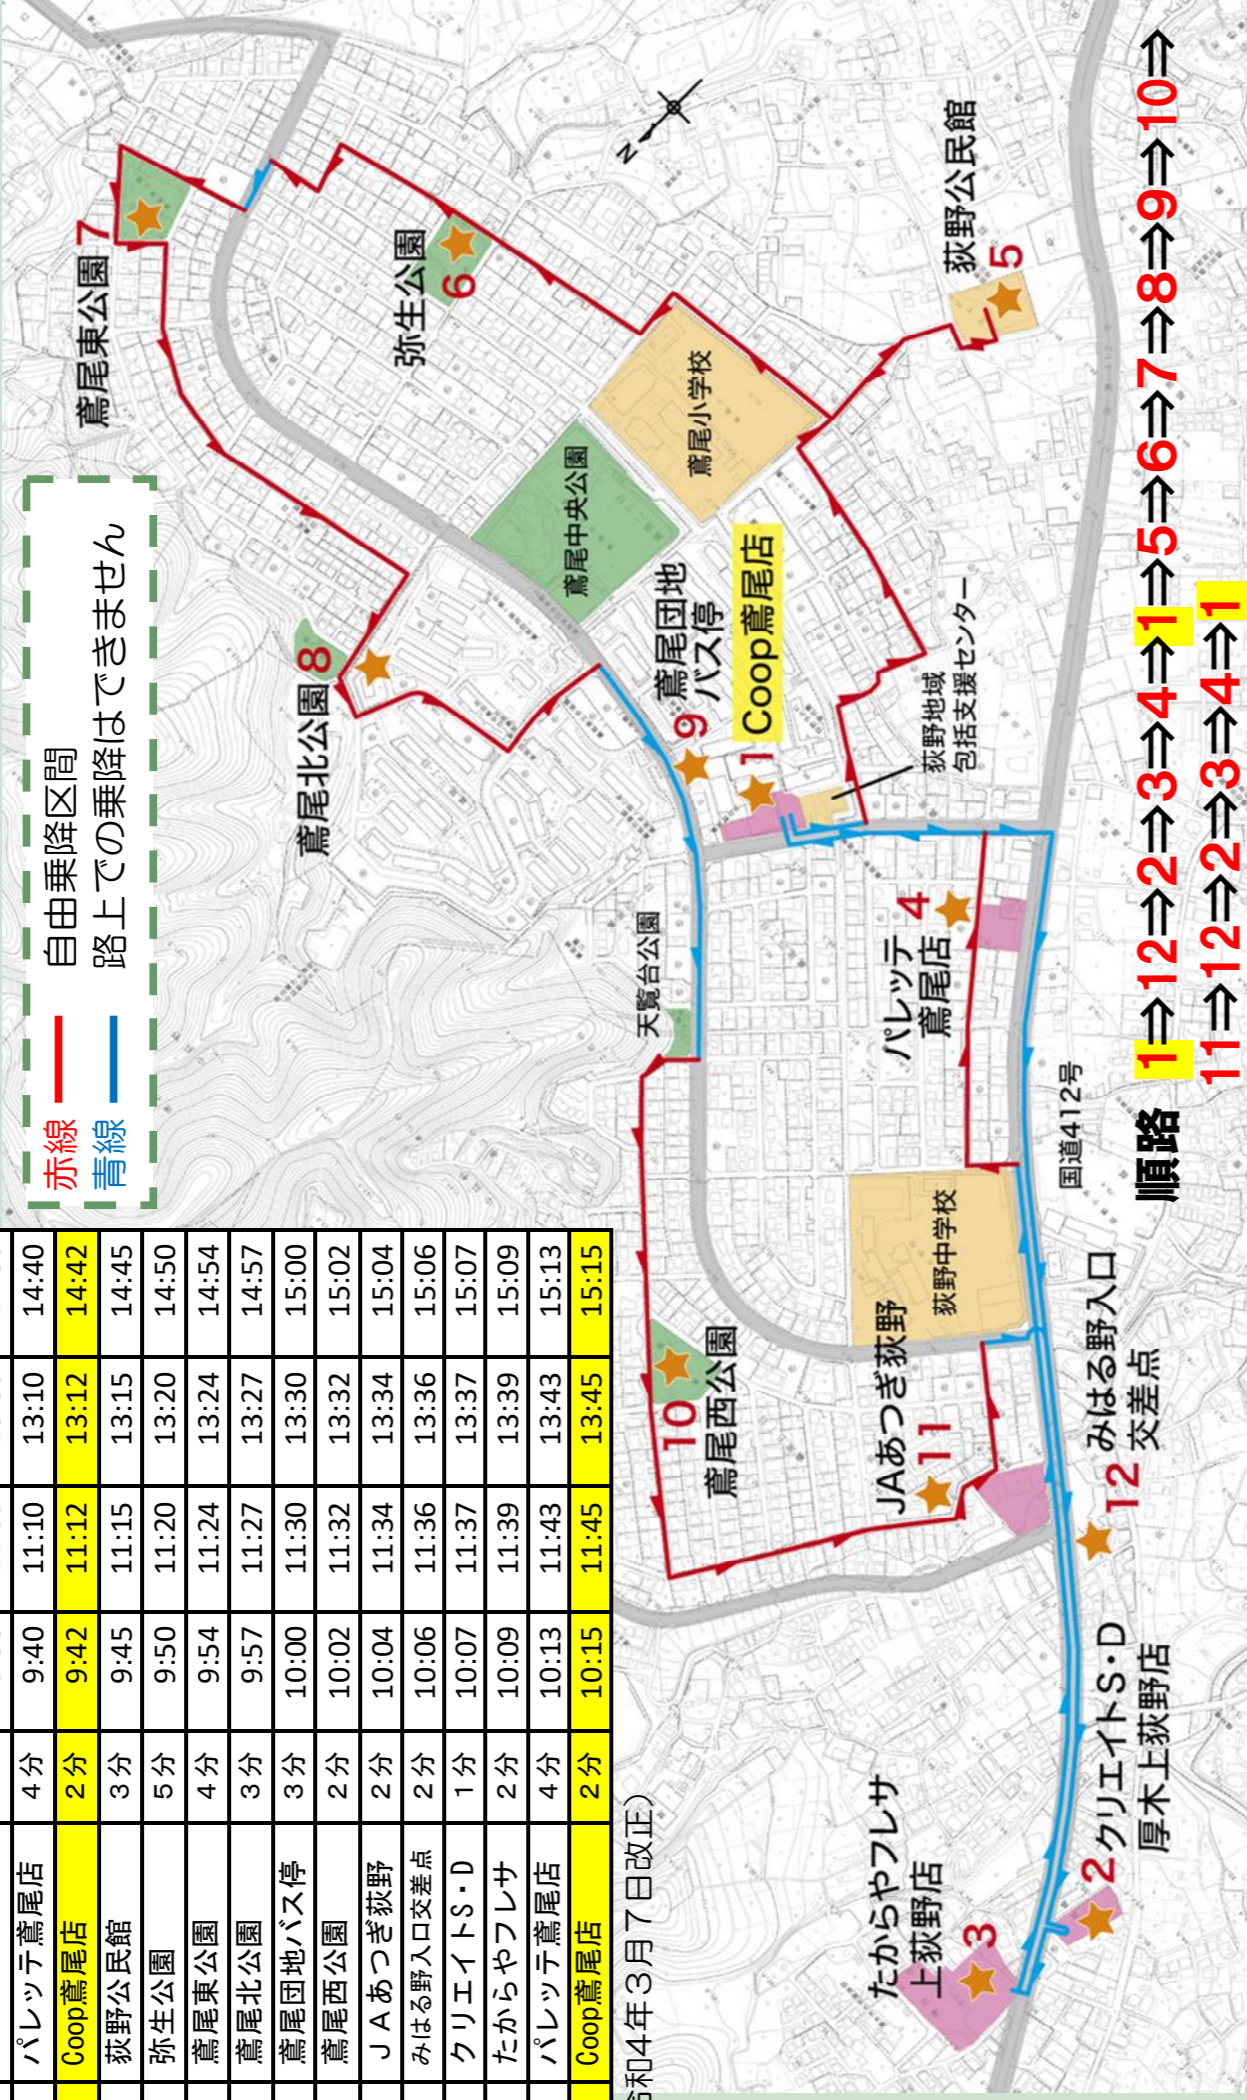 赤線 自由乗降区間
青線 路上での乗降はできません
パレッテ鳶尾店 4分 9:40 11:10 13:10 14:40
Coop鳶尾店 2分 9:42 11:12 13:12 14:42
荻野公民館 3分 9:45 11:15 13:15 14:45
弥生公園 5分 9:50 11:20 13:20 14:50
鳶尾東公園 4分 9:54 11:24 13:24 14:54
鳶尾北公園 3分 9:57 11:27 13:27 14:57
鳶尾団地バス停 3分 10:00 11:30 13:30 15:00
鳶尾西公園 2分 10:02 11:32 13:32 15:02
JAあつぎ荻野 2分 10:04 11:34 13:34 15:04
みはる野入口交差点 2分 10:06 11:36 13:36 15:06
クリエイトS・D 1分 10:07 11:37 13:37 15:07
たからやフレサ 2分 10:09 11:39 13:39 15:09
パレッテ鳶尾店 4分 10:13 11:43 13:43 15:13
Coop鳶尾店 2分 10:15 11:45 13:45 15:15
和4年3月7日改正）
鳶尾東公園 7
鳶尾北公園 8
弥生公園
6
N
荻野公民館
5
鳶尾小学校
鳶尾中央公園
9 鳶尾団地
バス停
1 Coop鳶尾店
荻野地域
包括支援センター
天覧台公園
パレッテ 4
鳶尾店
国道412号
10
鳶尾西公園
荻野中学校
JAあつぎ荻野
11
12 みはる野入口
交差点
2 クリエイトS・D
厚木上荻野店
たからやフレサ
上荻野店
3
順路 1⇒12⇒2⇒3⇒4⇒1⇒5⇒6⇒7⇒8⇒9⇒10⇒
11⇒12⇒2⇒3⇒4⇒1